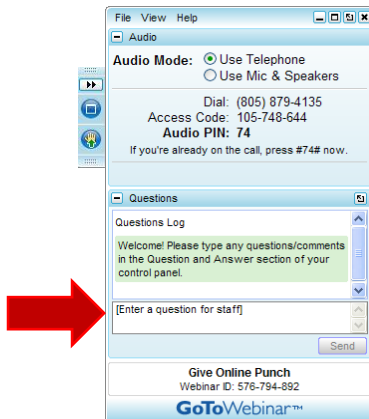 File View Help
Audio
Audio Mode: Use Telephone
Use Mic & Speakers
Dial: (805) 879-4135
Access Code: 105-748-644
Audio PIN: 74
If you're already on the call, press #74# now.
Questions
Questions Log
Welcome! Please type any questions/comments
in the Question and Answer section of your
control panel.
[Enter a question for staff]
Send
Give Online Punch
Webinar ID: 576-794-892
GoToWebinar™